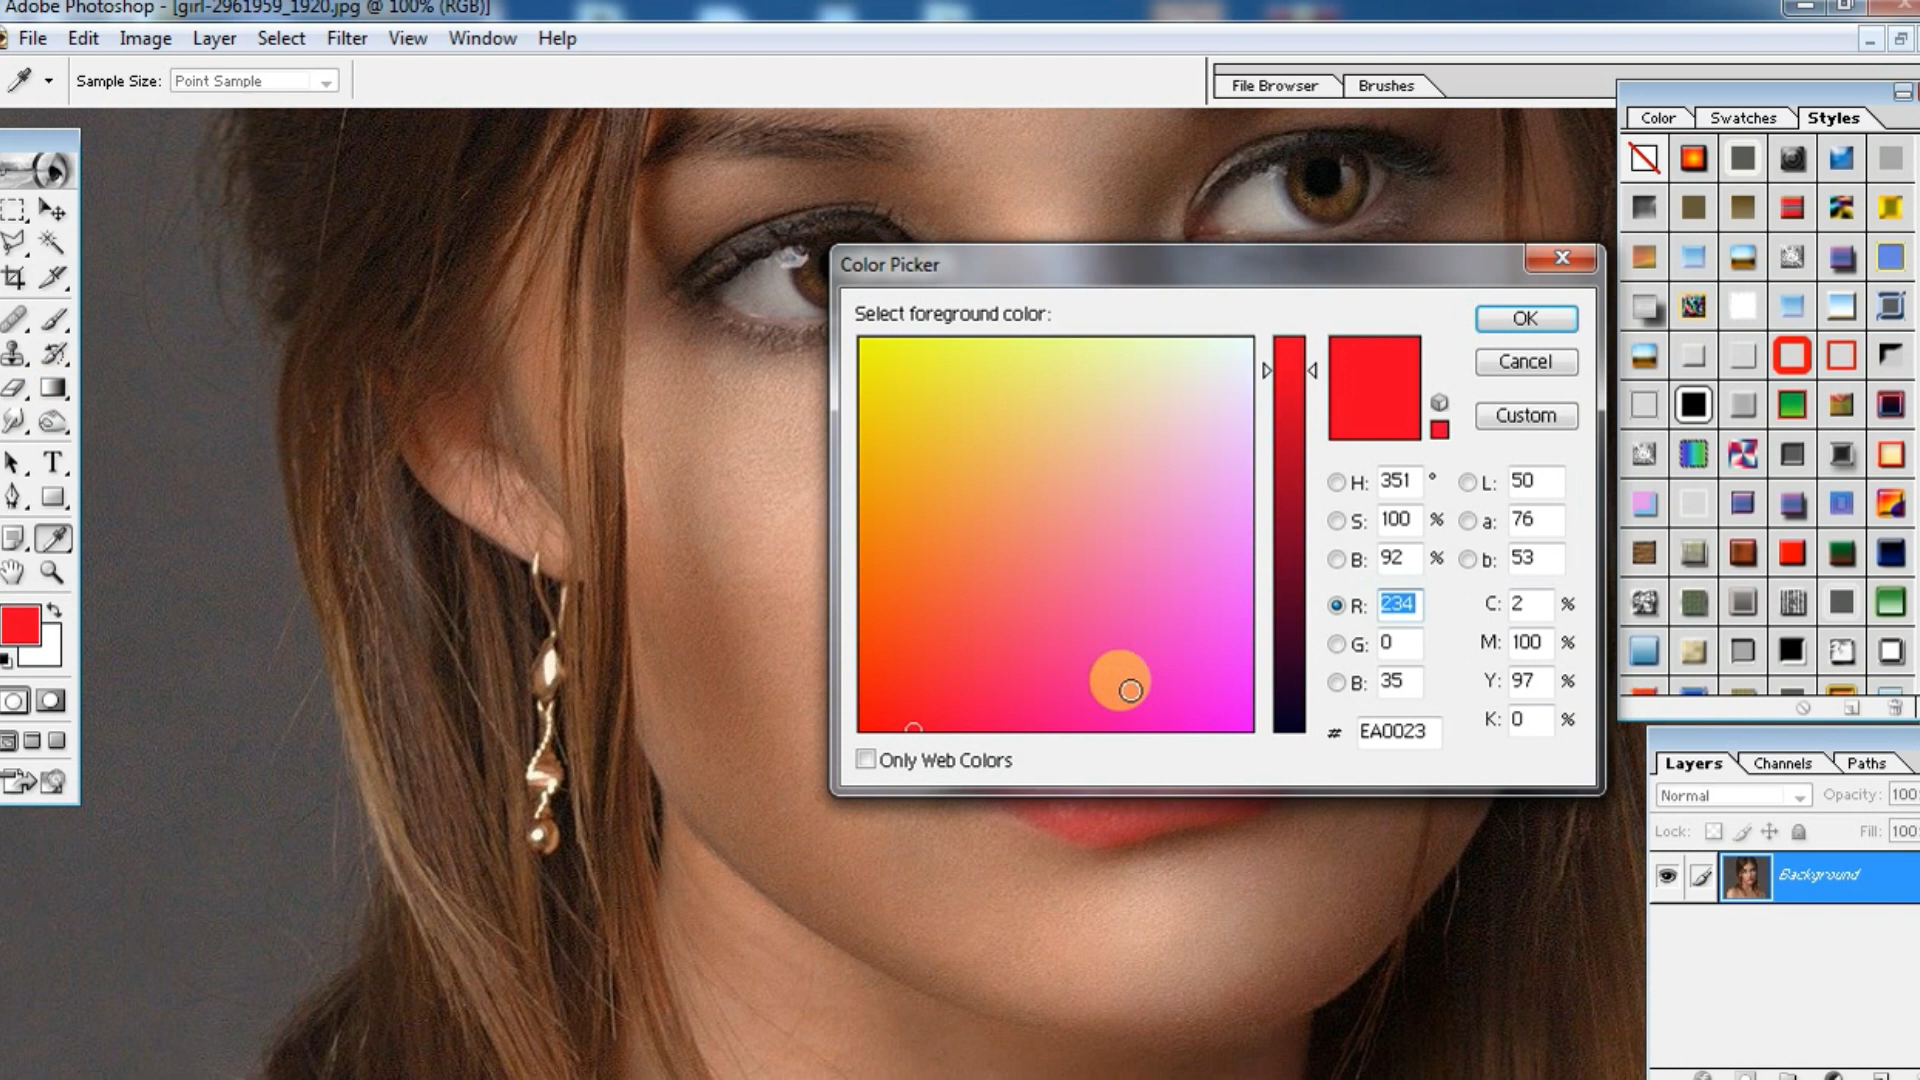 Adobe Photoshop - [girl-2961959_1920.jpg @ 100% (RGB)]
File Edit Image Layer Select Filter View Window Help
Sample Size: Point Sample
File Browser Brushes
Color Swatches Styles
Color Picker
Select foreground color:
OK
Cancel
Custom
H: 351 ° L: 50
S: 100 % a: 76
B: 92 % b: 53
R: 234 C: 2 %
G: 0 M: 100 %
B: 35 Y: 97 %
# EA0023 K: 0 %
Only Web Colors
T
Layers Channels Paths
Normal Opacity: 100
Lock: Fill: 100
Background